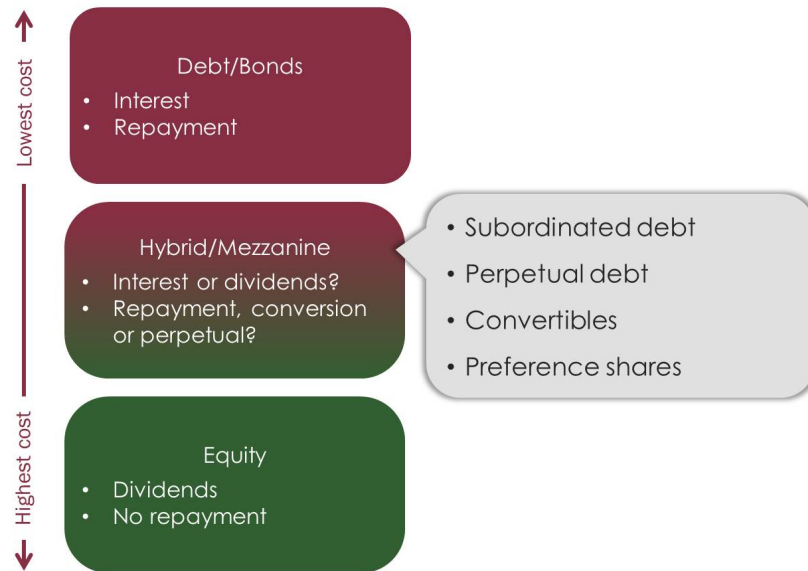 Lowest cost
Highest cost
Debt/Bonds
• Interest
• Repayment
Hybrid/Mezzanine
• Interest or dividends?
• Repayment, conversion
or perpetual?
• Subordinated debt
• Perpetual debt
• Convertibles
• Preference shares
Equity
• Dividends
• No repayment